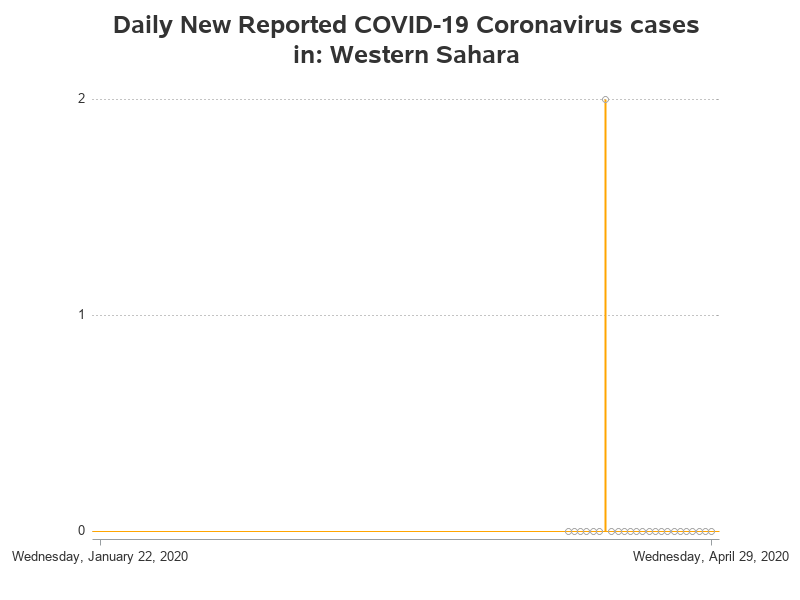 Daily New Reported COVID-19 Coronavirus cases
in: Western Sahara
2
1
0
Wednesday, January 22, 2020
Wednesday, April 29, 2020